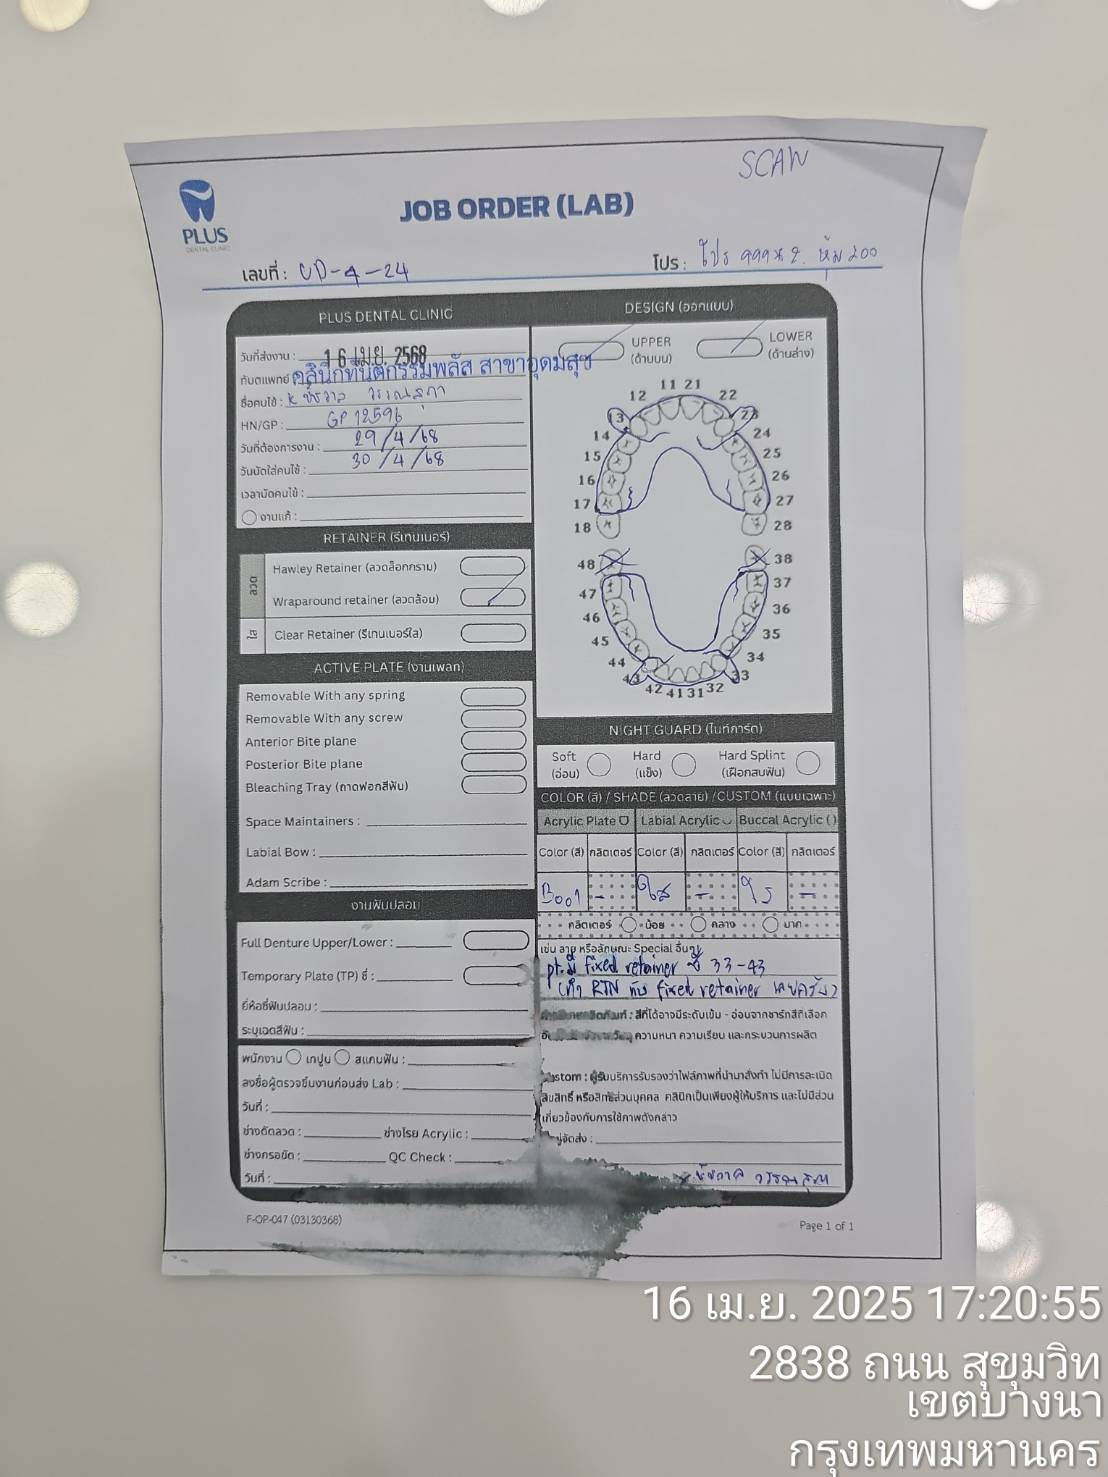 SCAN
PLUS
DENTAL CLINIC
JOB ORDER (LAB)
เลขที่ : UD-4-24
โปร : โปร 999 x 2. หุ้ม 200
PLUS DENTAL CLINIC
วันที่ส่งงาน : 16 เม.ย. 2568
ทันตแพทย์ คลินิกทันตกรรมพลัส สาขาอุดมสุข
ชื่อคนไข้ :
HN/GP : GP 12596
วันที่ต้องการงาน : 29/4/68
วันนัดใส่คนไข้ : 30/4/68
เวลานัดคนไข้ :
งานแก้ :
RETAINER (รีเทนเนอร์)
ลวด
Hawley Retainer (ลวดล็อกกราม)
Wraparound retainer (ลวดล้อม)
ใส
Clear Retainer (รีเทนเนอร์ใส)
ACTIVE PLATE (งานเพลท)
Removable With any spring
Removable With any screw
Anterior Bite plane
Posterior Bite plane
Bleaching Tray (ถาดฟอกสีฟัน)
Space Maintainers :
Labial Bow :
Adam Scribe :
งานฟันปลอม
Full Denture Upper/Lower :
Temporary Plate (TP) ซี่ :
ยี่ห้อซี่ฟันปลอม :
ระบุเฉดสีฟัน :
พนักงาน เทปูน สแกนฟัน :
ลงชื่อผู้ตรวจชิ้นงานก่อนส่ง Lab :
วันที่ :
ช่างดัดลวด : ช่างโรย Acrylic :
ช่างกรอขัด : QC Check :
วันที่ :
DESIGN (ออกแบบ)
UPPER
(ด้านบน)
LOWER
(ด้านล่าง)
11 21
12 22
13 23
14 24
15 25
16 26
17 27
18 28
48 38
47 37
46 36
45 35
44 34
43 33
42 41 31 32
NIGHT GUARD (ไนท์การ์ด)
Soft
(อ่อน)
Hard
(แข็ง)
Hard Splint
(เฝือกสบฟัน)
COLOR (สี) / SHADE (ลวดลาย) /CUSTOM (แบบเฉพาะ)
Acrylic Plate Labial Acrylic Buccal Acrylic ( )
Color (สี) กลิตเตอร์ Color (สี) กลิตเตอร์ Color (สี) กลิตเตอร์
B001 - ใส - ใส -
กลิตเตอร์ น้อย กลาง มาก
เช่น ลาย หรือลักษณะ Special อื่นๆ
pt. มี fixed retainer ซี่ 33-43
(ทำ RTN ทับ fixed retainer เลยครับ)
สีที่ได้อาจมีระดับเข้ม - อ่อนจากชาร์ทสีที่เลือก
ความหนา ความเรียบ และกระบวนการผลิต
Custom : ผู้รับบริการรับรองว่าไฟล์ภาพที่นำมาสั่งทำ ไม่มีการละเมิด
ลิขสิทธิ์ หรือสิทธิส่วนบุคคล คลินิกเป็นเพียงผู้ให้บริการ และไม่มีส่วน
เกี่ยวข้องกับการใช้ภาพดังกล่าว
ผู้จัดส่ง :
F-OP-047 (03130368)
Page 1 of 1
16 เม.ย. 2025 17:20:55
2838 ถนน สุขุมวิท
เขตบางนา
กรุงเทพมหานคร